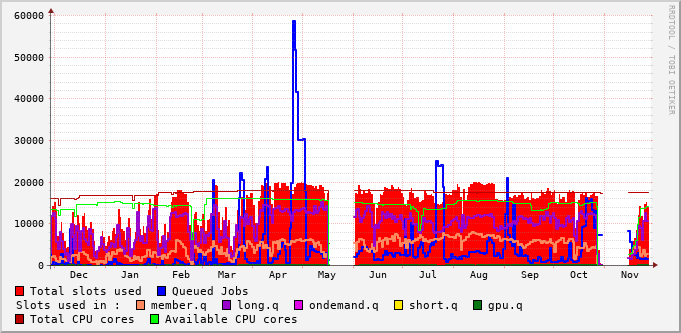 60000
50000
40000
30000
20000
10000
0
Dec Jan Feb Mar Apr May Jun Jul Aug Sep Oct Nov
RRDTOOL / TOBI OETIKER
Total slots used Queued Jobs
Slots used in : member.q long.q ondemand.q short.q gpu.q
Total CPU cores Available CPU cores